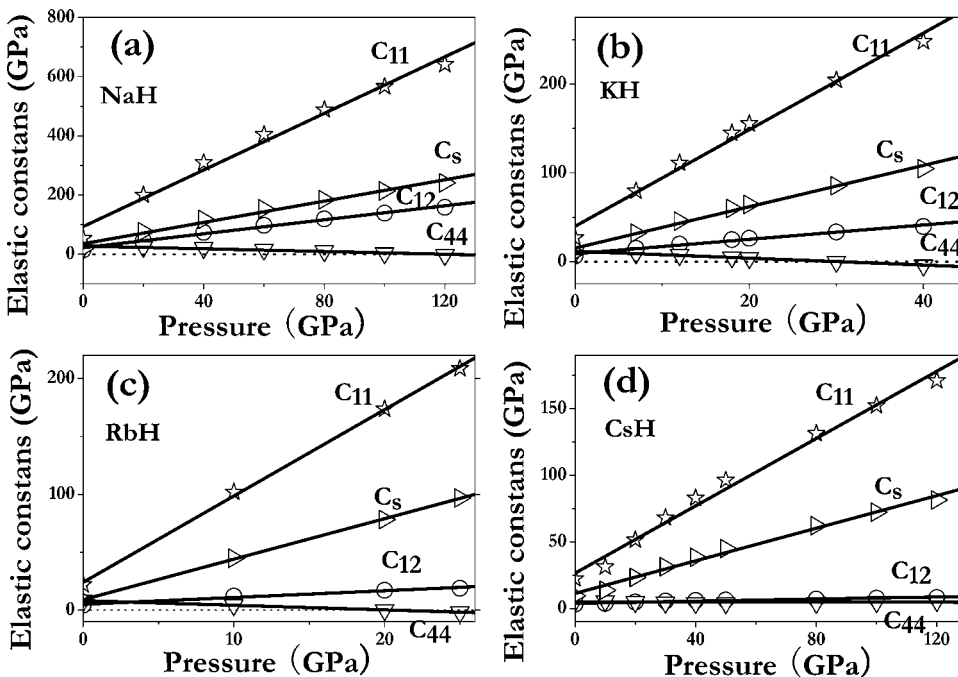 Elastic constans (GPa)
800
600
400
200
0
(a)
NaH
C11
Cs
C12
C44
0
40
80
120
Pressure (GPa)
Elastic constans (GPa)
200
100
0
(b)
KH
C11
Cs
C12
C44
0
20
40
Pressure (GPa)
Elastic constans (GPa)
200
100
0
(c)
RbH
C11
Cs
C12
C44
0
10
20
Pressure (GPa)
Elastic constans (GPa)
150
100
50
0
(d)
CsH
C11
Cs
C12
C44
0
40
80
120
Pressure (GPa)